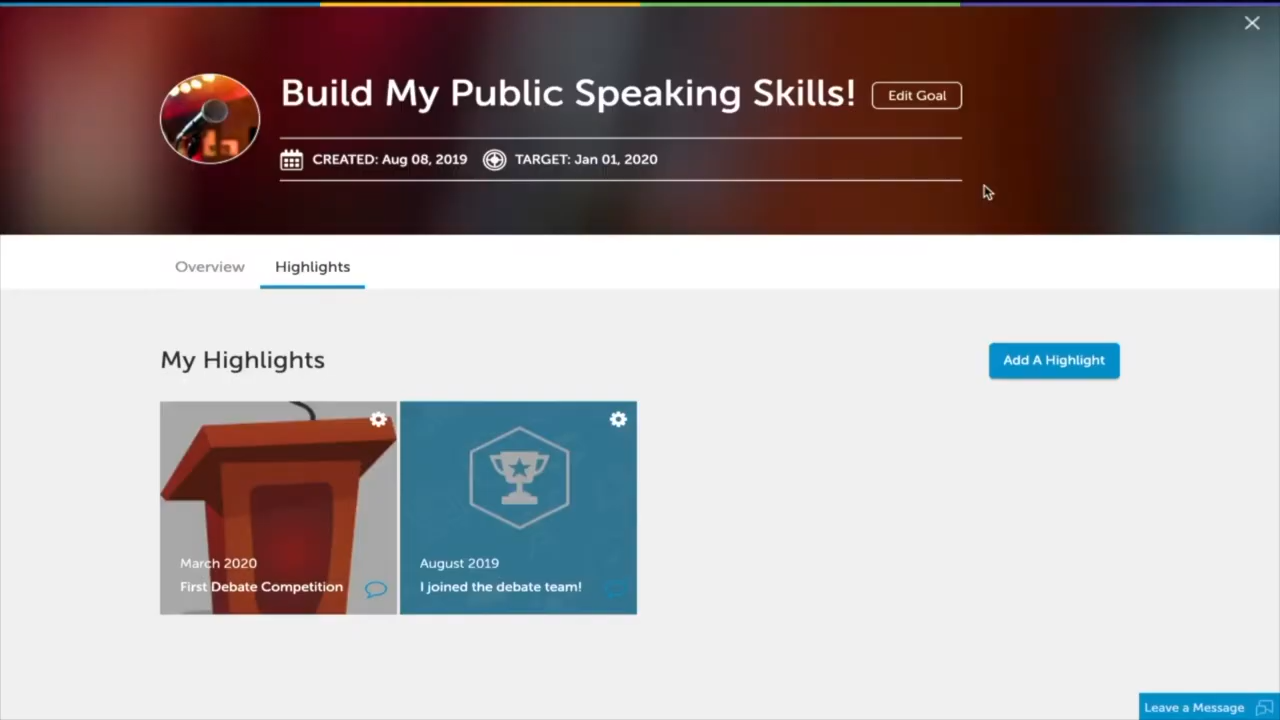 Build My Public Speaking Skills!
Edit Goal
CREATED: Aug 08, 2019 TARGET: Jan 01, 2020
Overview Highlights
My Highlights
Add A Highlight
March 2020
First Debate Competition
August 2019
I joined the debate team!
Leave a Message